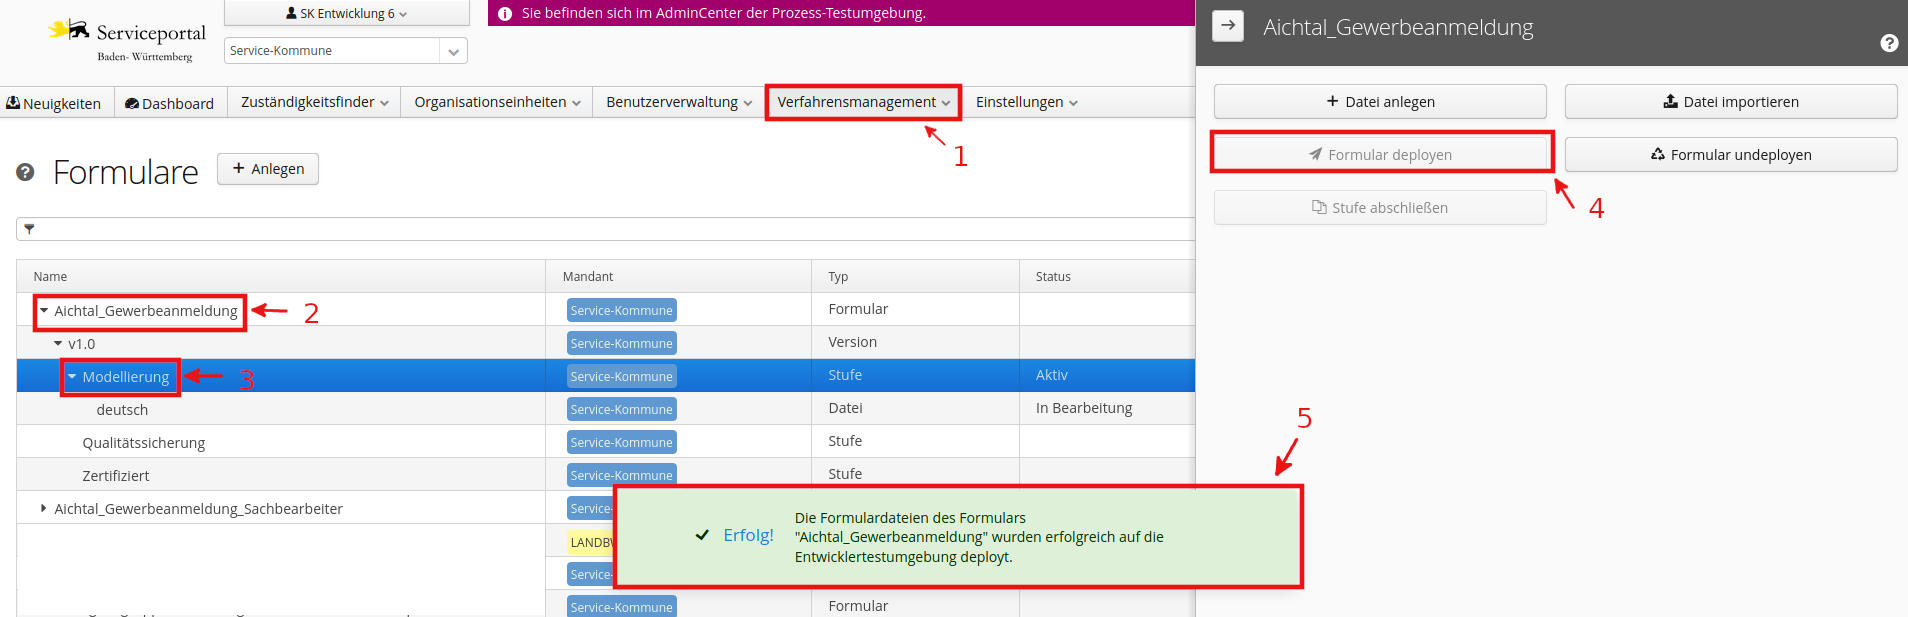 Serviceportal
Baden- Württemberg
SK Entwicklung 6
Service-Kommune
Sie befinden sich im AdminCenter der Prozess-Testumgebung.
Neuigkeiten
Dashboard
Zuständigkeitsfinder
Organisationseinheiten
Benutzerverwaltung
Verfahrensmanagement
Einstellungen
1
Formulare
+ Anlegen
Name Mandant Typ Status
Aichtal_Gewerbeanmeldung Service-Kommune Formular
2
v1.0 Service-Kommune Version
Modellierung Service-Kommune Stufe Aktiv
3
deutsch Service-Kommune Datei In Bearbeitung
Qualitätssicherung Service-Kommune Stufe
Zertifiziert Service-Kommune Stufe
Aichtal_Gewerbeanmeldung_Sachbearbeiter Service-
LANDBW
Service-
Service-Kommune Formular
Aichtal_Gewerbeanmeldung
+ Datei anlegen
Datei importieren
Formular deployen
Formular undeployen
4
Stufe abschließen
5
Erfolg!
Die Formulardateien des Formulars
"Aichtal_Gewerbeanmeldung" wurden erfolgreich auf die
Entwicklertestumgebung deployt.